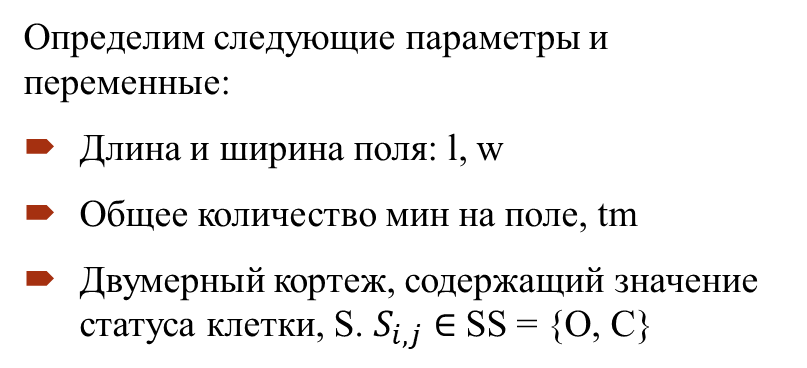 Определим следующие параметры и
переменные:
Длина и ширина поля: l, w
Общее количество мин на поле, tm
Двумерный кортеж, содержащий значение
статуса клетки, S. $S_{i,j}$ ∈ SS = {O, C}